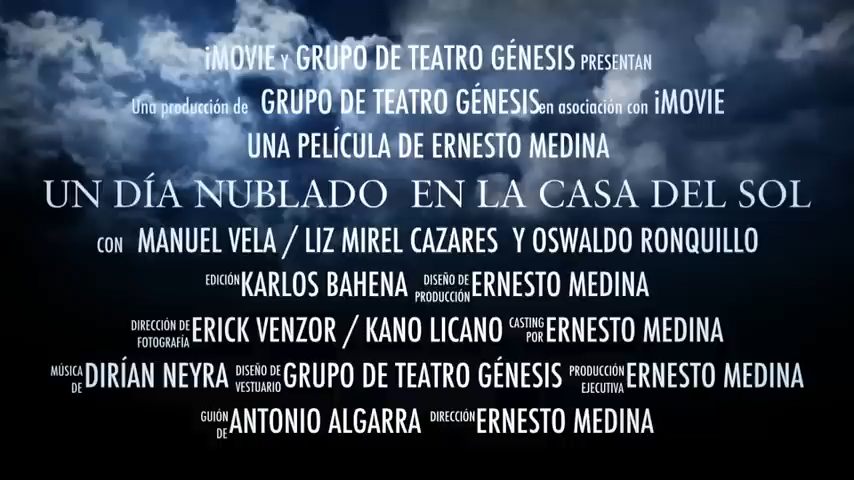 iMOVIE Y GRUPO DE TEATRO GÉNESIS PRESENTAN
Una producción de GRUPO DE TEATRO GÉNESIS en asociación con iMOVIE
UNA PELÍCULA DE ERNESTO MEDINA
UN DÍA NUBLADO EN LA CASA DEL SOL
CON MANUEL VELA / LIZ MIREL CAZARES Y OSWALDO RONQUILLO
EDICIÓN KARLOS BAHENA DISEÑO DE PRODUCCIÓN ERNESTO MEDINA
DIRECCIÓN DE FOTOGRAFÍA ERICK VENZOR / KANO LICANO CASTING POR ERNESTO MEDINA
MÚSICA DE DIRÍAN NEYRA DISEÑO DE VESTUARIO GRUPO DE TEATRO GÉNESIS PRODUCCIÓN EJECUTIVA ERNESTO MEDINA
GUIÓN DE ANTONIO ALGARRA DIRECCIÓN ERNESTO MEDINA